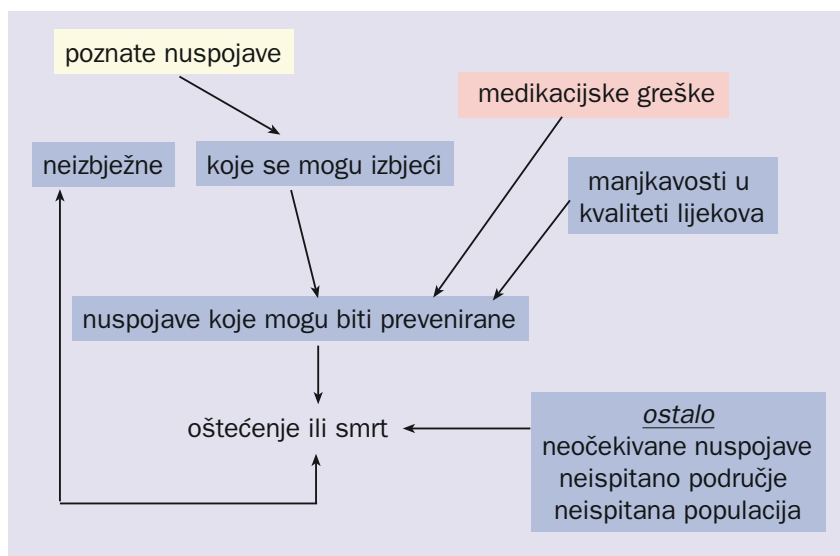 poznate nuspojave
medikacijske greške
neizbježne
koje se mogu izbjeći
manjkavosti u
kvaliteti lijekova
nuspojave koje mogu biti prevenirane
oštećenje ili smrt
ostalo
neočekivane nuspojave
neispitano područje
neispitana populacija